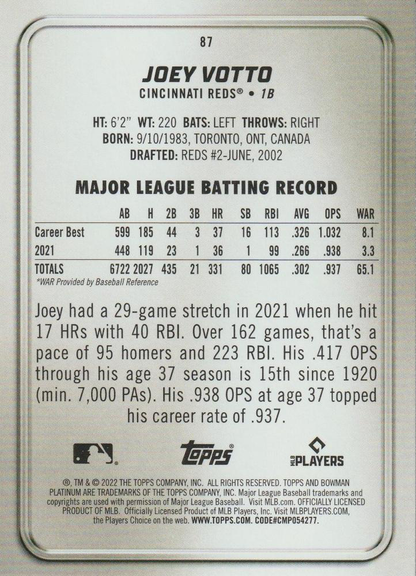 87
JOEY VOTTO
CINCINNATI REDS® • 1B
HT: 6'2" WT: 220 BATS: LEFT THROWS: RIGHT
BORN: 9/10/1983, TORONTO, ONT, CANADA
DRAFTED: REDS #2-JUNE, 2002
MAJOR LEAGUE BATTING RECORD
AB H 2B 3B HR SB RBI AVG OPS WAR
Career Best 599 185 44 3 37 16 113 .326 1.032 8.1
2021 448 119 23 1 36 1 99 .266 .938 3.3
TOTALS 6722 2027 435 21 331 80 1065 .302 .937 65.1
*WAR Provided by Baseball Reference
Joey had a 29-game stretch in 2021 when he hit
17 HRs with 40 RBI. Over 162 games, that's a
pace of 95 homers and 223 RBI. His .417 OPS
through his age 37 season is 15th since 1920
(min. 7,000 PAs). His .938 OPS at age 37 topped
his career rate of .937.
Topps® MLB PLAYERS
®, TM & © 2022 THE TOPPS COMPANY, INC. ALL RIGHTS RESERVED. TOPPS AND BOWMAN
PLATINUM ARE TRADEMARKS OF THE TOPPS COMPANY, INC. Major League Baseball trademarks and
copyrights are used with permission of Major League Baseball. OFFICIALLY LICENSED
PRODUCT OF MLB. Visit MLB.com. Officially Licensed Product of MLB Players, Inc. Visit MLBPLAYERS.com,
the Players Choice on the web. WWW.TOPPS.COM. CODE#CMP054277.